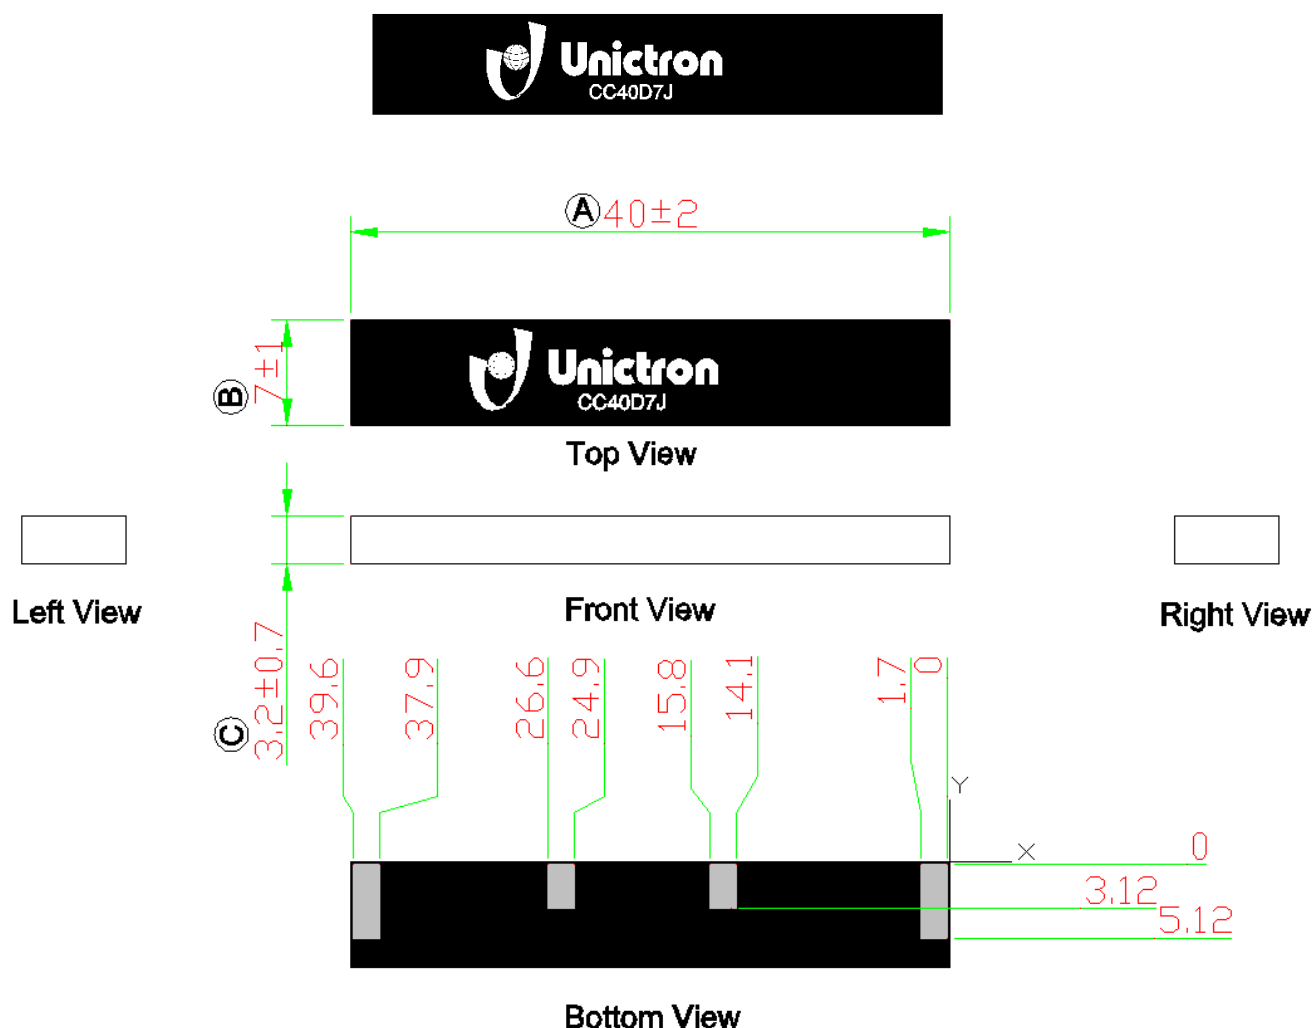 Unictron
CC40D7J
A 40±2
B 7±1
Unictron
CC40D7J
Top View
Left View
Front View
Right View
C 3.2±0.7
39.6
37.9
26.6
24.9
15.8
14.1
1.7
0
Y
X
0
3.12
5.12
Bottom View